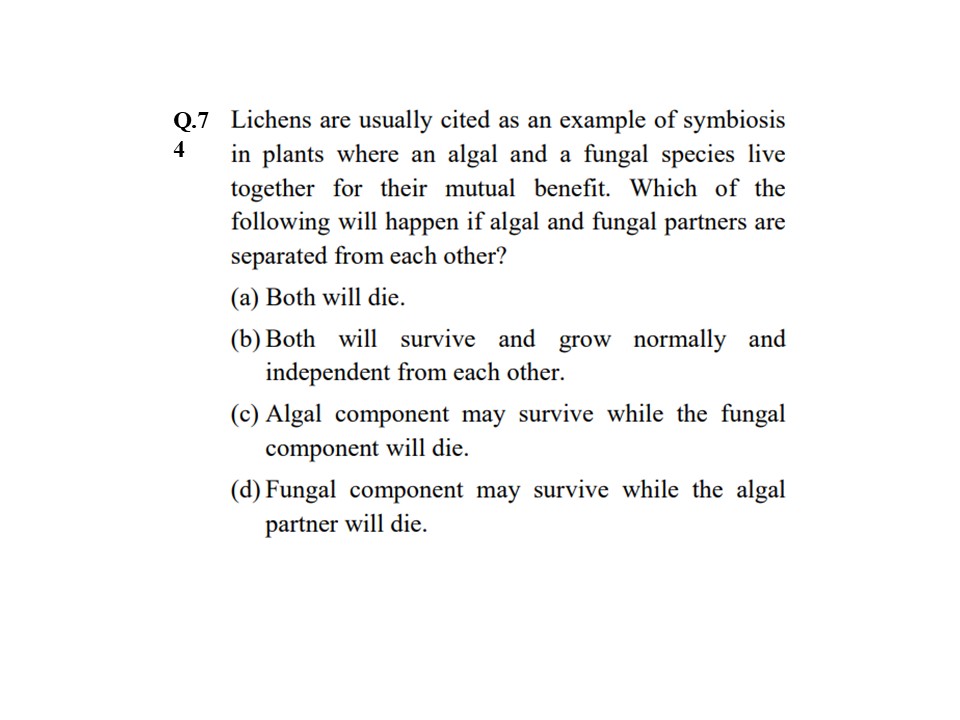 Q.7 Lichens are usually cited as an example of symbiosis
4 in plants where an algal and a fungal species live
together for their mutual benefit. Which of the
following will happen if algal and fungal partners are
separated from each other?
(a) Both will die.
(b) Both will survive and grow normally and
independent from each other.
(c) Algal component may survive while the fungal
component will die.
(d) Fungal component may survive while the algal
partner will die.